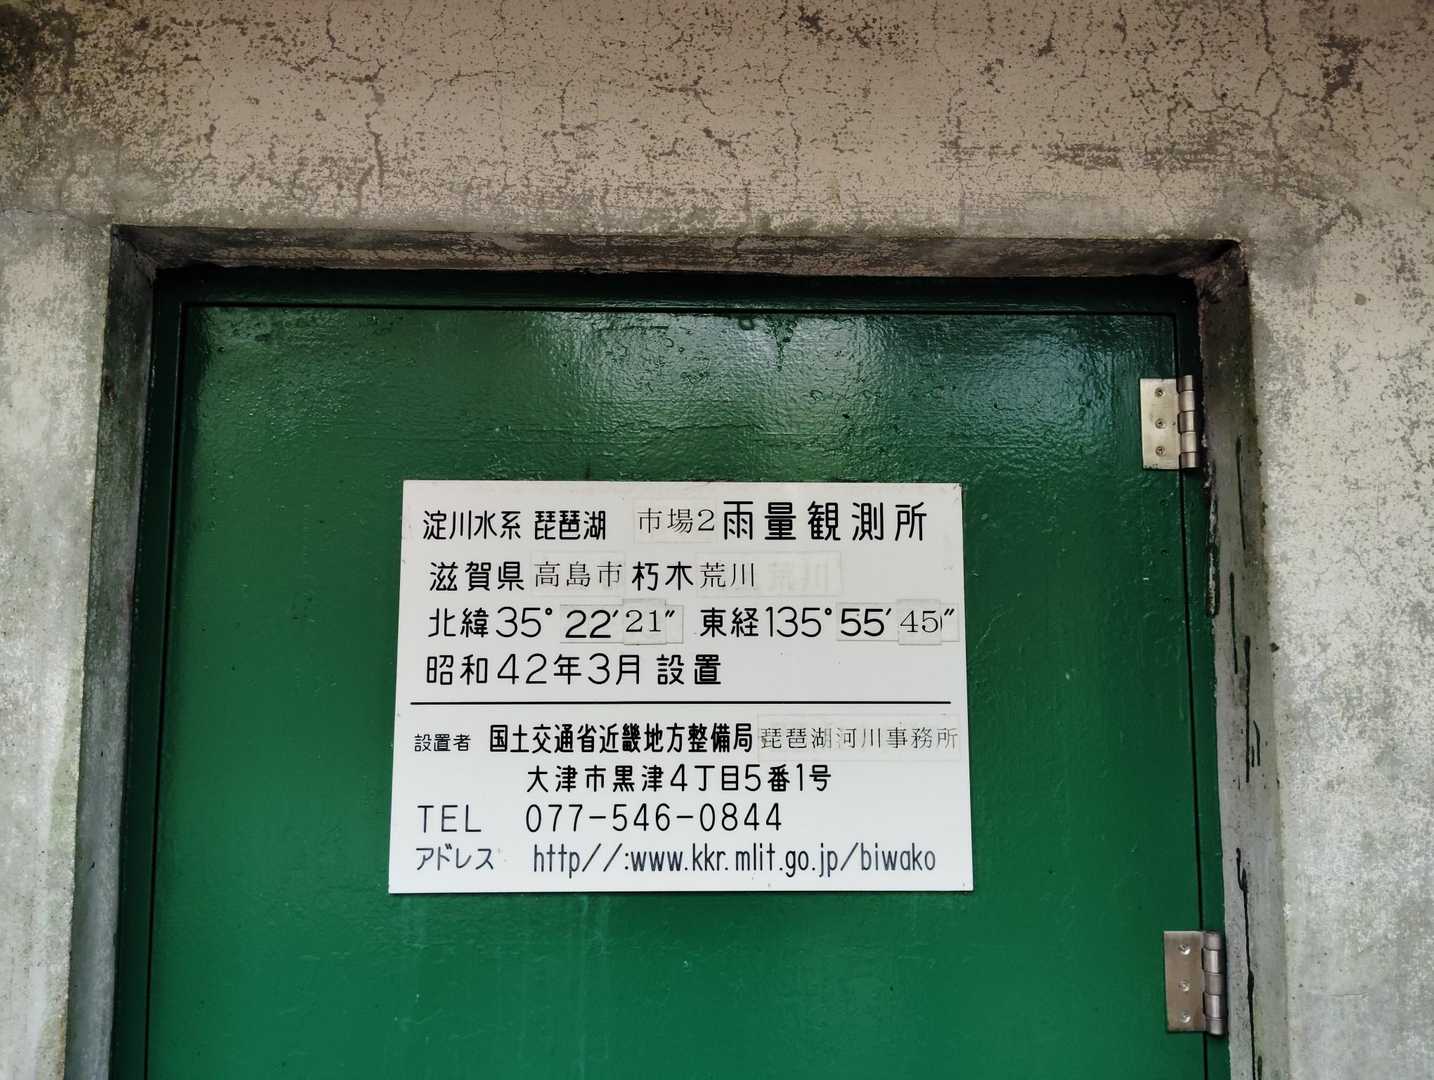 淀川水系 琵琶湖 市場2雨量観測所
滋賀県高島市朽木荒川
北緯35°22′21″ 東経135°55′45″
昭和42年3月設置
設置者 国土交通省近畿地方整備局琵琶湖河川事務所
大津市黒津4丁目5番1号
TEL 077-546-0844
アドレス http//:www.kkr.mlit.go.jp/biwako